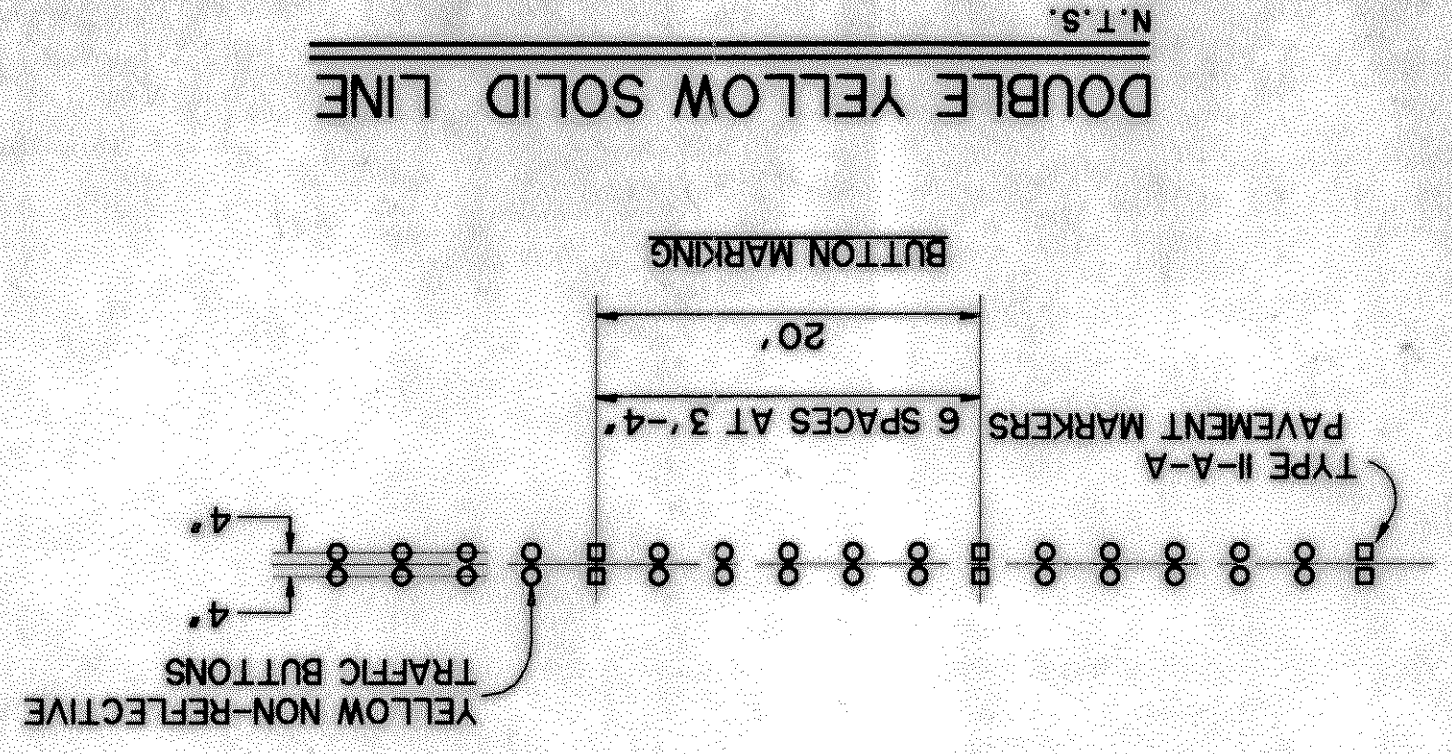 YELLOW NON-REFLECTIVE
TRAFFIC BUTTONS
4"
4"
TYPE II-A-A
PAVEMENT MARKERS
6 SPACES AT 3'-4"
20'
BUTTON MARKING
DOUBLE YELLOW SOLID LINE
N.T.S.